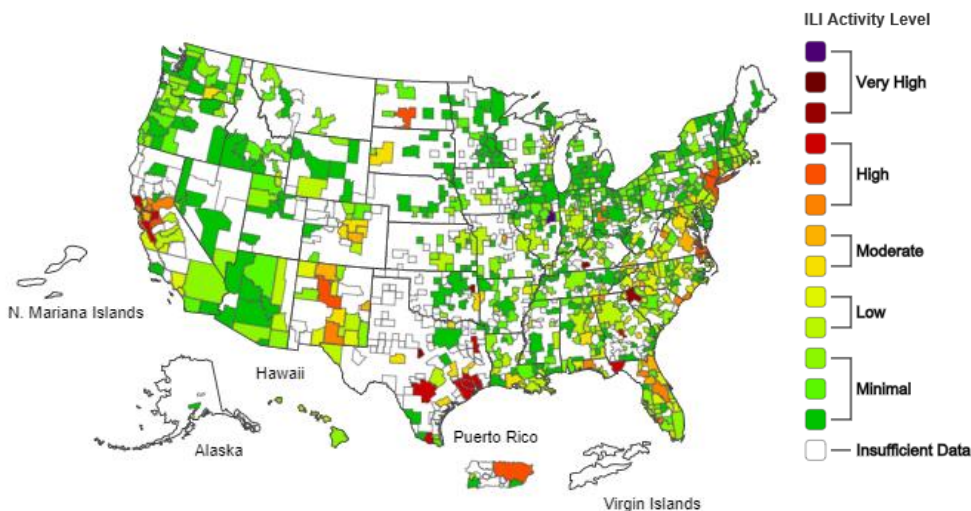 ILI Activity Level
Very High
High
Moderate
Low
Minimal
Insufficient Data
N. Mariana Islands
Hawaii
Alaska
Puerto Rico
Virgin Islands